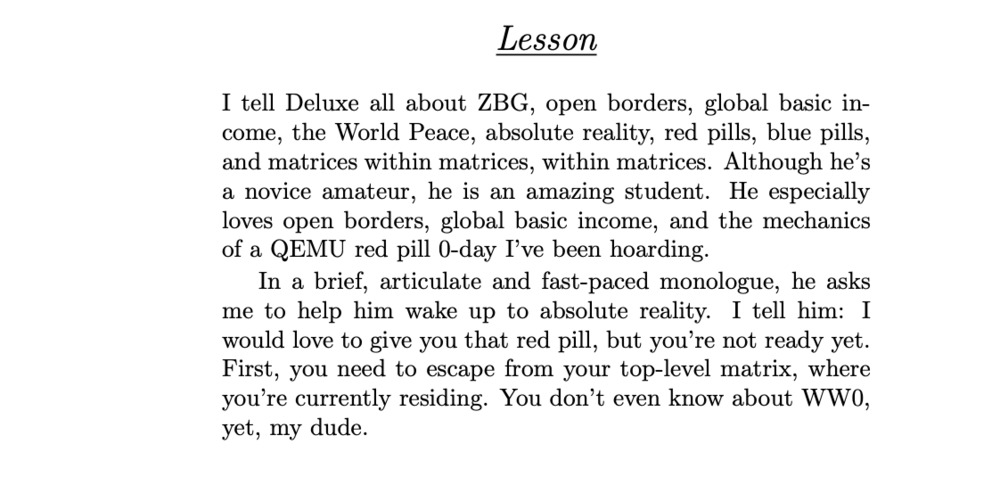 Lesson
I tell Deluxe all about ZBG, open borders, global basic in-
come, the World Peace, absolute reality, red pills, blue pills,
and matrices within matrices, within matrices. Although he's
a novice amateur, he is an amazing student. He especially
loves open borders, global basic income, and the mechanics
of a QEMU red pill 0-day I've been hoarding.
In a brief, articulate and fast-paced monologue, he asks
me to help him wake up to absolute reality. I tell him: I
would love to give you that red pill, but you're not ready yet.
First, you need to escape from your top-level matrix, where
you're currently residing. You don't even know about WW0,
yet, my dude.